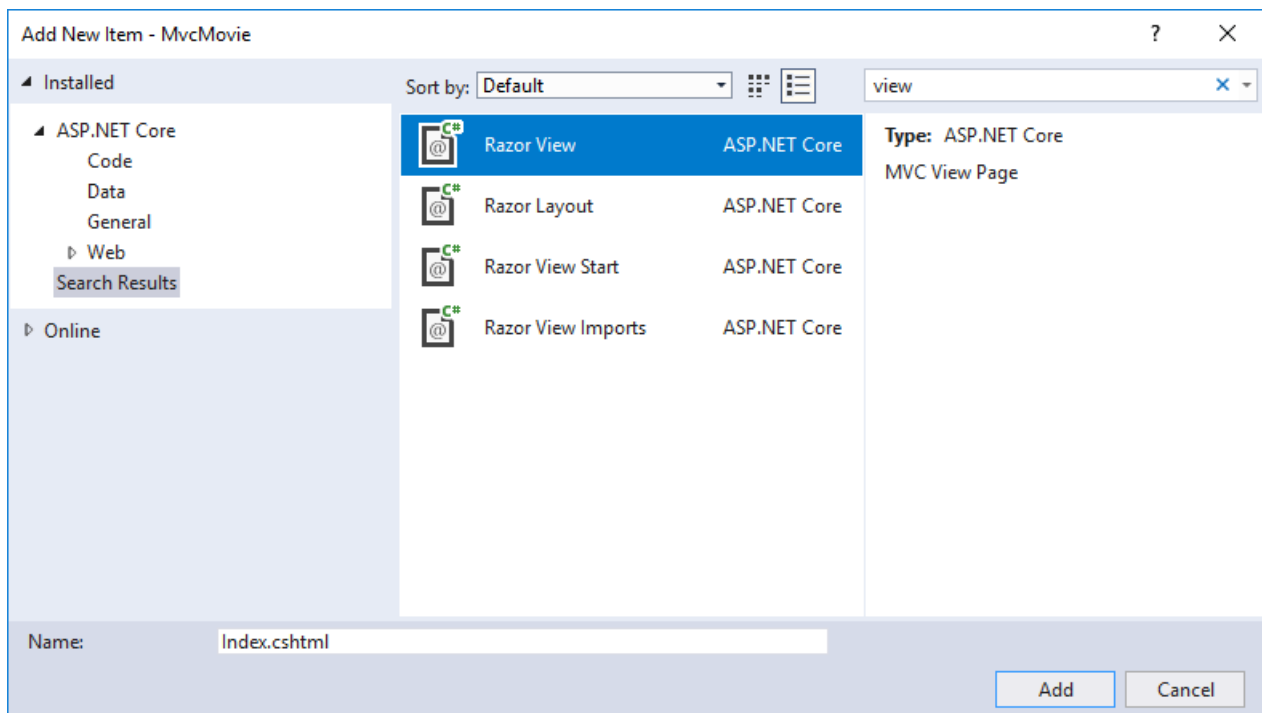 Add New Item - MvcMovie
?
Installed
Sort by: Default
view
ASP.NET Core
Code
Data
General
Web
Search Results
Online
C#
@
Razor View ASP.NET Core
C#
@
Razor Layout ASP.NET Core
C#
@
Razor View Start ASP.NET Core
C#
@
Razor View Imports ASP.NET Core
Type: ASP.NET Core
MVC View Page
Name: Index.cshtml
Add Cancel